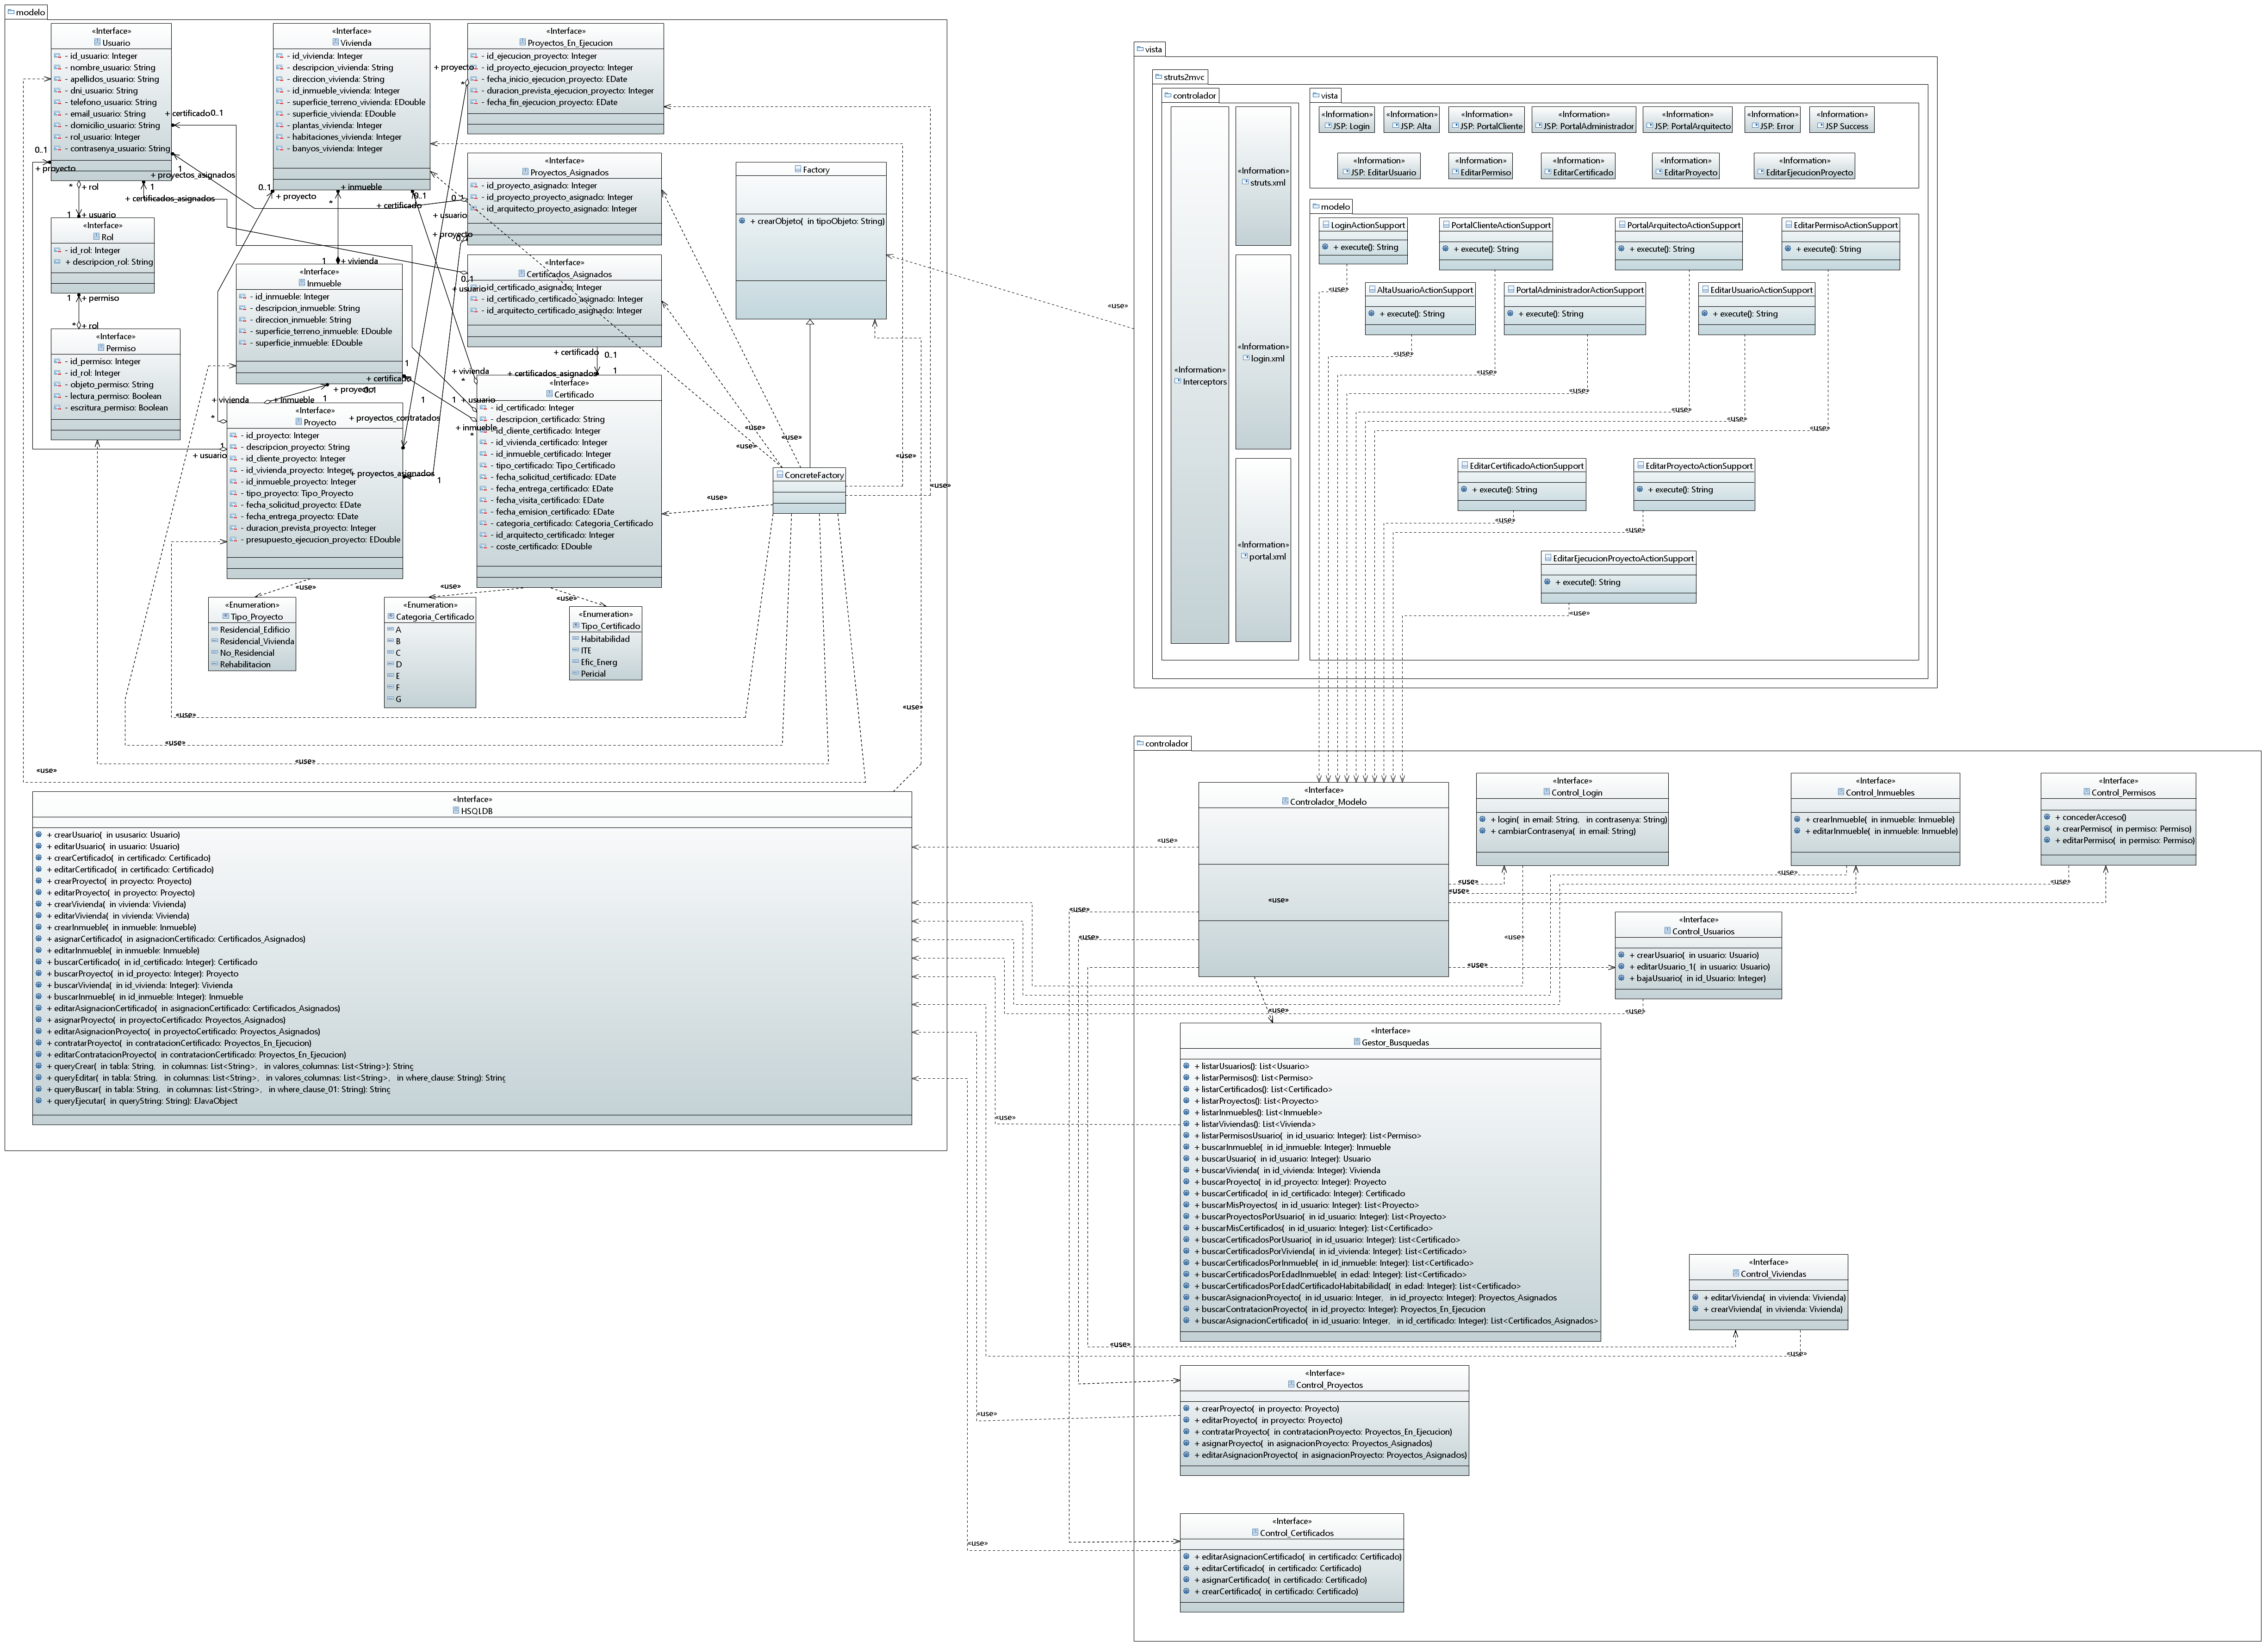 modelo
«Interface»
Usuario
- id_usuario: Integer
- nombre_usuario: String
- apellidos_usuario: String
- dni_usuario: String
- telefono_usuario: String
- email_usuario: String
- domicilio_usuario: String
- rol_usuario: Integer
- contrasenya_usuario: String
«Interface»
Vivienda
- id_vivienda: Integer
- descripcion_vivienda: String
- direccion_vivienda: String
- id_inmueble_vivienda: Integer
- superficie_terreno_vivienda: EDouble
- superficie_vivienda: EDouble
- plantas_vivienda: Integer
- habitaciones_vivienda: Integer
- banyos_vivienda: Integer
«Interface»
Proyectos_En_Ejecucion
- id_ejecucion_proyecto: Integer
- id_proyecto_ejecucion_proyecto: Integer
- fecha_inicio_ejecucion_proyecto: EDate
- duracion_prevista_ejecucion_proyecto: Integer
- fecha_fin_ejecucion_proyecto: EDate
+ proyecto
*
+ certificado
0..1
0..1
+ proyecto
1
+ proyectos_asignados
* + rol
1
+ certificados_asignados
1 + usuario
0..1
+ proyecto
+ inmueble
*
0..1
+ certificado
0..
+ usuario
+ proyecto
0..1
«Interface»
Proyectos_Asignados
- id_proyecto_asignado: Integer
- id_proyecto_proyecto_asignado: Integer
- id_arquitecto_proyecto_asignado: Integer
«Interface»
Rol
- id_rol: Integer
+ descripcion_rol: String
1 + permiso
* + rol
«Interface»
Permiso
- id_permiso: Integer
- id_rol: Integer
- objeto_permiso: String
- lectura_permiso: Boolean
- escritura_permiso: Boolean
1 + vivienda
«Interface»
Inmueble
- id_inmueble: Integer
- descripcion_inmueble: String
- direccion_inmueble: String
- superficie_terreno_inmueble: EDouble
- superficie_inmueble: EDouble
«Interface»
Certificados_Asignados
- id_certificado_asignado: Integer
- id_certificado_certificado_asignado: Integer
- id_arquitecto_certificado_asignado: Integer
0..1
+ usuario
+ certificado 0..1
+ certificados_asignados 1
1
+ certificado
0..1
+ proyecto
+ vivienda
*
+ vivienda
*
+ inmueble 1
1
+ proyectos_contratados
1 + usuario
+ inmueble
*
1
+ usuario
+ proyectos_asignados
1
«Interface»
Proyecto
- id_proyecto: Integer
- descripcion_proyecto: String
- id_cliente_proyecto: Integer
- id_vivienda_proyecto: Integer
- id_inmueble_proyecto: Integer
- tipo_proyecto: Tipo_Proyecto
- fecha_solicitud_proyecto: EDate
- fecha_entrega_proyecto: EDate
- duracion_prevista_proyecto: Integer
- presupuesto_ejecucion_proyecto: EDouble
«Interface»
Certificado
- id_certificado: Integer
- descripcion_certificado: String
- id_cliente_certificado: Integer
- id_vivienda_certificado: Integer
- id_inmueble_certificado: Integer
- tipo_certificado: Tipo_Certificado
- fecha_solicitud_certificado: EDate
- fecha_entrega_certificado: EDate
- fecha_visita_certificado: EDate
- fecha_emision_certificado: EDate
- categoria_certificado: Categoria_Certificado
- id_arquitecto_certificado: Integer
- coste_certificado: EDouble
Factory
+ crearObjeto( in tipoObjeto: String)
ConcreteFactory
«use»
«use»
«use»
«use»
«use»
«use»
«use»
«use»
«use»
«Enumeration»
Tipo_Proyecto
Residencial_Edificio
Residencial_Vivienda
No_Residencial
Rehabilitacion
«Enumeration»
Categoria_Certificado
A
B
C
D
E
F
G
«Enumeration»
Tipo_Certificado
Habitabilidad
ITE
Efic_Energ
Pericial
«use»
«use»
«use»
«use»
«use»
«Interface»
HSQLDB
+ crearUsuario( in ususario: Usuario)
+ editarUsuario( in usuario: Usuario)
+ crearCertificado( in certificado: Certificado)
+ editarCertificado( in certificado: Certificado)
+ crearProyecto( in proyecto: Proyecto)
+ editarProyecto( in proyecto: Proyecto)
+ crearVivienda( in vivienda: Vivienda)
+ editarVivienda( in vivienda: Vivienda)
+ crearInmueble( in inmueble: Inmueble)
+ asignarCertificado( in asignacionCertificado: Certificados_Asignados)
+ editarInmueble( in inmueble: Inmueble)
+ buscarCertificado( in id_certificado: Integer): Certificado
+ buscarProyecto( in id_proyecto: Integer): Proyecto
+ buscarVivienda( in id_vivienda: Integer): Vivienda
+ buscarInmueble( in id_inmueble: Integer): Inmueble
+ editarAsignacionCertificado( in asignacionCertificado: Certificados_Asignados)
+ asignarProyecto( in proyectoCertificado: Proyectos_Asignados)
+ editarAsignacionProyecto( in asignacionCertificado: Proyectos_Asignados)
+ contratarProyecto( in contratacionCertificado: Proyectos_En_Ejecucion)
+ editarContratacionProyecto( in contratacionCertificado: Proyectos_En_Ejecucion)
+ queryCrear( in tabla: String, in columnas: List<String>, in valores_columnas: List<String>): String
+ queryEditar( in tabla: String, in columnas: List<String>, in valores_columnas: List<String>, in where_clause: String): String
+ queryBuscar( in tabla: String, in columnas: List<String>, in where_clause_01: String): String
+ queryEjecutar( in queryString: String): EJavaObject
vista
struts2mvc
controlador
«Information»
Interceptors
«Information»
struts.xml
«Information»
login.xml
«Information»
portal.xml
vista
«Information»
JSP: Login
«Information»
JSP: Alta
«Information»
JSP: PortalCliente
«Information»
JSP: PortalAdministrador
«Information»
JSP: PortalArquitecto
«Information»
JSP: Error
«Information»
JSP Success
«Information»
JSP: EditarUsuario
«Information»
EditarPermiso
«Information»
EditarCertificado
«Information»
EditarProyecto
«Information»
EditarEjecucionProyecto
modelo
LoginActionSupport
+ execute(): String
PortalClienteActionSupport
+ execute(): String
PortalArquitectoActionSupport
+ execute(): String
EditarPermisoActionSupport
+ execute(): String
AltaUsuarioActionSupport
+ execute(): String
PortalAdministradorActionSupport
+ execute(): String
EditarUsuarioActionSupport
+ execute(): String
EditarCertificadoActionSupport
+ execute(): String
EditarProyectoActionSupport
+ execute(): String
EditarEjecucionProyectoActionSupport
+ execute(): String
«use»
«use»
«use»
«use»
«use»
«use»
«use»
«use»
«use»
«use»
«use»
controlador
«Interface»
Controlador_Modelo
«Interface»
Control_Login
+ login( in email: String, in contrasenya: String)
+ cambiarContrasenya( in email: String)
«Interface»
Control_Inmuebles
+ crearInmueble( in inmueble: Inmueble)
+ editarInmueble( in inmueble: Inmueble)
«Interface»
Control_Permisos
+ concederAcceso()
+ crearPermiso( in permiso: Permiso)
+ editarPermiso( in permiso: Permiso)
«Interface»
Control_Usuarios
+ crearUsuario( in usuario: Usuario)
+ editarUsuario_1( in usuario: Usuario)
+ bajaUsuario( in id_Usuario: Integer)
«use»
«use»
«use»
«use»
«use»
«use»
«use»
«use»
«use»
«use»
«use»
«use»
«Interface»
Gestor_Busquedas
+ listarUsuarios(): List<Usuario>
+ listarPermisos(): List<Permiso>
+ listarCertificados(): List<Certificado>
+ listarProyectos(): List<Proyecto>
+ listarInmuebles(): List<Inmueble>
+ listarViviendas(): List<Vivienda>
+ listarPermisosUsuario( in id_usuario: Integer): List<Permiso>
+ buscarInmueble( in id_inmueble: Integer): Inmueble
+ buscarUsuario( in id_usuario: Integer): Usuario
+ buscarVivienda( in id_vivienda: Integer): Vivienda
+ buscarProyecto( in id_proyecto: Integer): Proyecto
+ buscarCertificado( in id_certificado: Integer): Certificado
+ buscarMisProyectos( in id_usuario: Integer): List<Proyecto>
+ buscarProyectosPorUsuario( in id_usuario: Integer): List<Proyecto>
+ buscarMisCertificados( in id_usuario: Integer): List<Certificado>
+ buscarCertificadosPorUsuario( in id_usuario: Integer): List<Certificado>
+ buscarCertificadosPorVivienda( in id_vivienda: Integer): List<Certificado>
+ buscarCertificadosPorInmueble( in id_inmueble: Integer): List<Certificado>
+ buscarCertificadosPorEdadInmueble( in edad: Integer): List<Certificado>
+ buscarCertificadosPorEdadCertificadoHabitabilidad( in edad: Integer): List<Certificado>
+ buscarAsignacionProyecto( in id_usuario: Integer, in id_proyecto: Integer): Proyectos_Asignados
+ buscarContratacionProyecto( in id_proyecto: Integer): Proyectos_En_Ejecucion
+ buscarAsignacionCertificado( in id_usuario: Integer, in id_certificado: Integer): List<Certificados_Asignados>
«use»
«use»
«use»
«Interface»
Control_Viviendas
+ editarVivienda( in vivienda: Vivienda)
+ crearVivienda( in vivienda: Vivienda)
«Interface»
Control_Proyectos
+ crearProyecto( in proyecto: Proyecto)
+ editarProyecto( in proyecto: Proyecto)
+ contratarProyecto( in contratacionProyecto: Proyectos_En_Ejecucion)
+ asignarProyecto( in asignacionProyecto: Proyectos_Asignados)
+ editarAsignacionProyecto( in asignacionProyecto: Proyectos_Asignados)
«use»
«Interface»
Control_Certificados
+ editarAsignacionCertificado( in certificado: Certificado)
+ editarCertificado( in certificado: Certificado)
+ asignarCertificado( in certificado: Certificado)
+ crearCertificado( in certificado: Certificado)
«use»